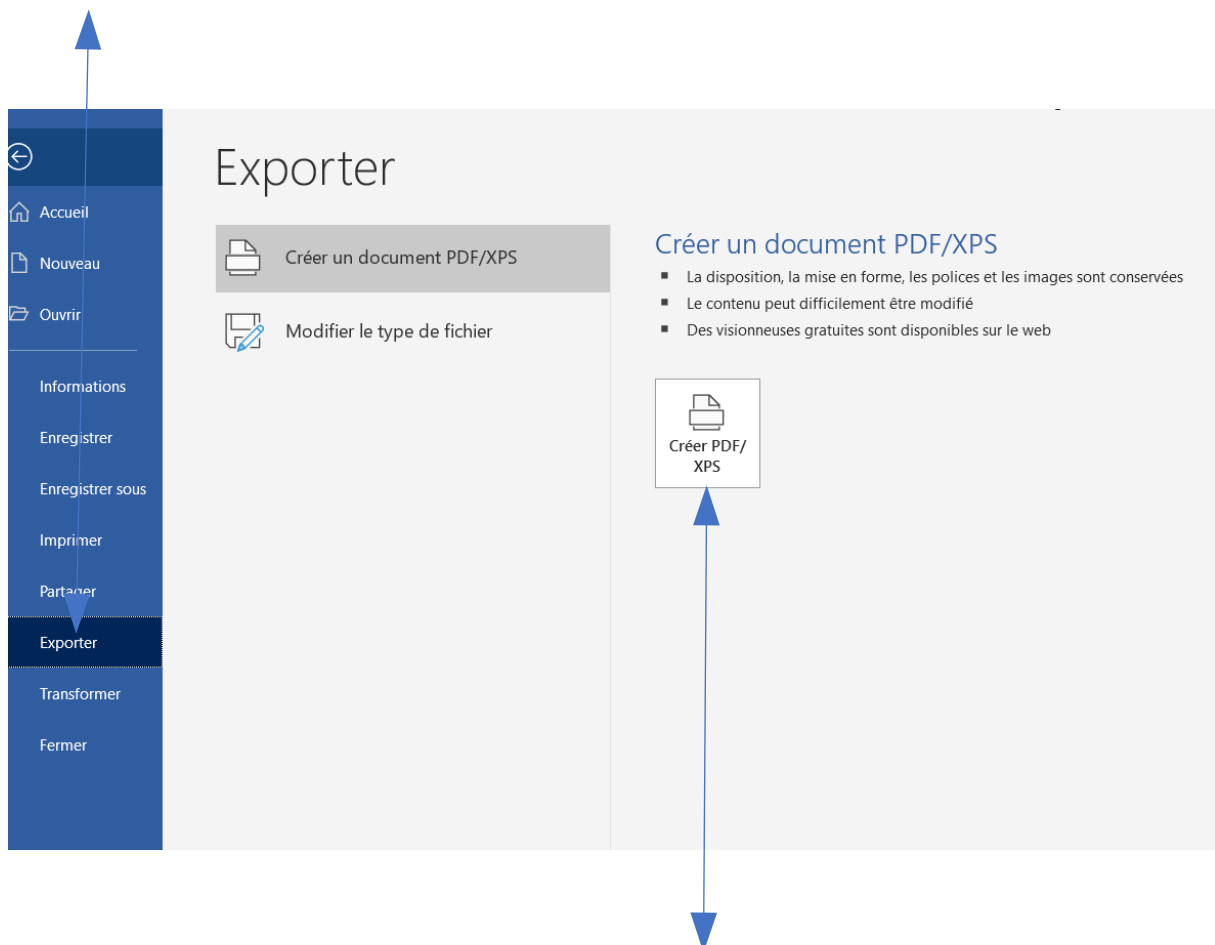 Exporter
Accueil
Nouveau
Ouvrir
Informations
Enregistrer
Enregistrer sous
Imprimer
Partager
Exporter
Transformer
Fermer
Créer un document PDF/XPS
Modifier le type de fichier
Créer un document PDF/XPS
La disposition, la mise en forme, les polices et les images sont conservées
Le contenu peut difficilement être modifié
Des visionneuses gratuites sont disponibles sur le web
Créer PDF/
XPS